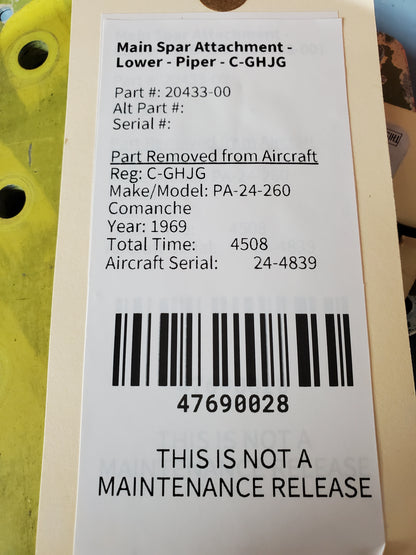 Main Spar Attachment -
Lower - Piper - C-GHJG
Part #: 20433-00
Alt Part #:
Serial #:
Part Removed from Aircraft
Reg: C-GHJG
Make/Model: PA-24-260
Comanche
Year: 1969
Total Time: 4508
Aircraft Serial: 24-4839
47690028
THIS IS NOT A
MAINTENANCE RELEASE